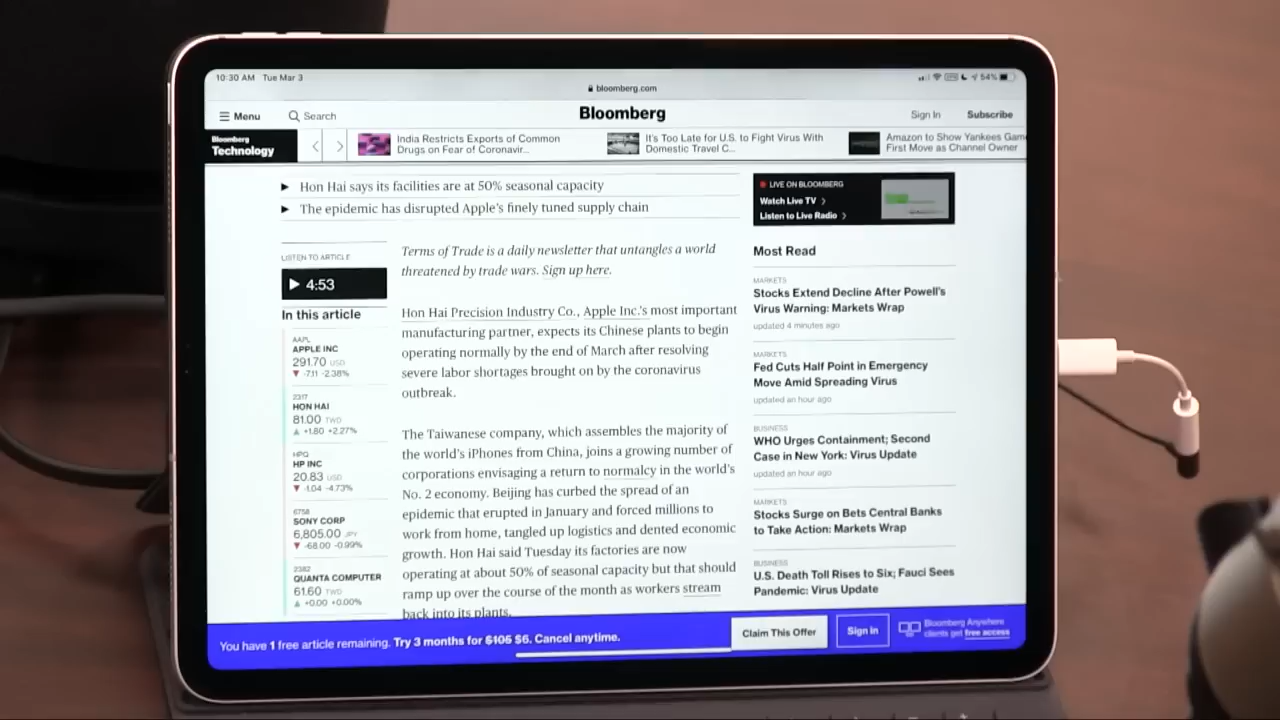 10:30 AM Tue Mar 3
54%
bloomberg.com
Menu
Search
Bloomberg
Sign In
Subscribe
Bloomberg
Technology
India Restricts Exports of Common
Drugs on Fear of Coronavir...
It's Too Late for U.S. to Fight Virus With
Domestic Travel C...
Amazon to Show Yankees Gam
First Move as Channel Owner
Hon Hai says its facilities are at 50% seasonal capacity
The epidemic has disrupted Apple's finely tuned supply chain
LISTEN TO ARTICLE
4:53
In this article
AAPL
APPLE INC
291.70 USD
▼ -7.11 -2.38%
2317
HON HAI
81.00 TWD
▲ +1.80 +2.27%
HPQ
HP INC
20.83 USD
▼ -1.04 -4.73%
6758
SONY CORP
6,805.00 JPY
▼ -68.00 -0.99%
2382
QUANTA COMPUTER
61.60 TWD
▲ +0.00 +0.00%
Terms of Trade is a daily newsletter that untangles a world
threatened by trade wars. Sign up here.
Hon Hai Precision Industry Co., Apple Inc.'s most important
manufacturing partner, expects its Chinese plants to begin
operating normally by the end of March after resolving
severe labor shortages brought on by the coronavirus
outbreak.
The Taiwanese company, which assembles the majority of
the world's iPhones from China, joins a growing number of
corporations envisaging a return to normalcy in the world's
No. 2 economy. Beijing has curbed the spread of an
epidemic that erupted in January and forced millions to
work from home, tangled up logistics and dented economic
growth. Hon Hai said Tuesday its factories are now
operating at about 50% of seasonal capacity but that should
ramp up over the course of the month as workers stream
back into its plants.
LIVE ON BLOOMBERG
Watch Live TV >
Listen to Live Radio >
Most Read
MARKETS
Stocks Extend Decline After Powell's
Virus Warning: Markets Wrap
updated 4 minutes ago
MARKETS
Fed Cuts Half Point in Emergency
Move Amid Spreading Virus
updated an hour ago
BUSINESS
WHO Urges Containment; Second
Case in New York: Virus Update
updated an hour ago
MARKETS
Stocks Surge on Bets Central Banks
to Take Action: Markets Wrap
BUSINESS
U.S. Death Toll Rises to Six; Fauci Sees
Pandemic: Virus Update
You have 1 free article remaining. Try 3 months for $105 $6. Cancel anytime.
Claim This Offer
Sign in
Bloomberg Anywhere
clients get free access